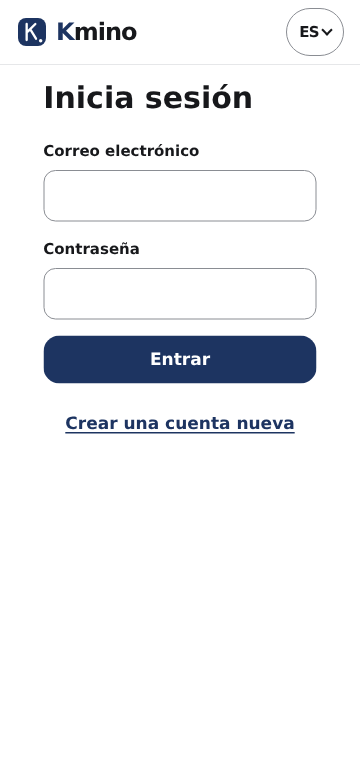 K.
Kmino
ES
Inicia sesión
Correo electrónico
Contraseña
Entrar
Crear una cuenta nueva